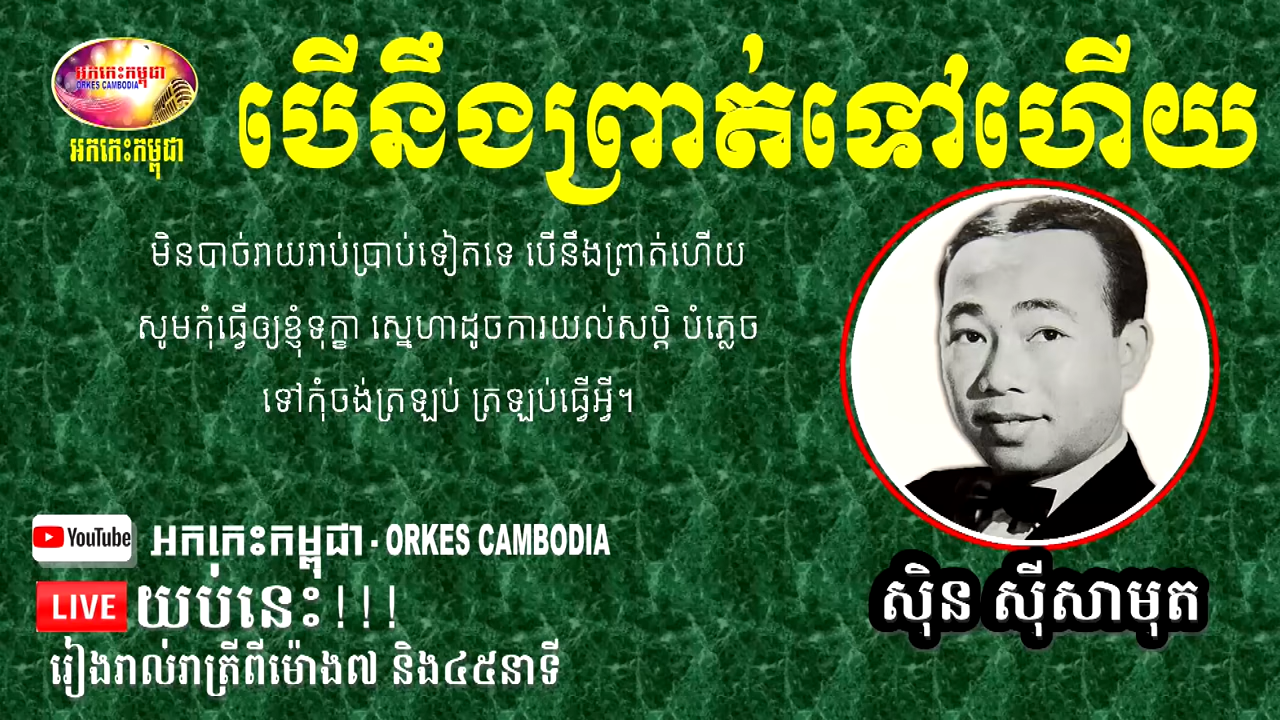 អកកេះកម្ពុជា
ORKES CAMBODIA
អកកេះកម្ពុជា
បើនឹងព្រាត់ទៅហើយ
មិនបាច់រាយរាប់ប្រាប់ទៀតទេ បើនឹងព្រាត់ហើយ
សូមកុំធ្វើឲ្យខ្ញុំទុក្ខា ស្នេហាដូចការយល់សប្តិ បំភ្លេច
ទៅកុំចង់ត្រឡប់ ត្រឡប់ធ្វើអ្វី។
YouTube អកកេះកម្ពុជា - ORKES CAMBODIA
LIVE យប់នេះ!!!
រៀងរាល់រាត្រីពីម៉ោង៧ និង៤៥នាទី
ស៊ិន ស៊ីសាមុត